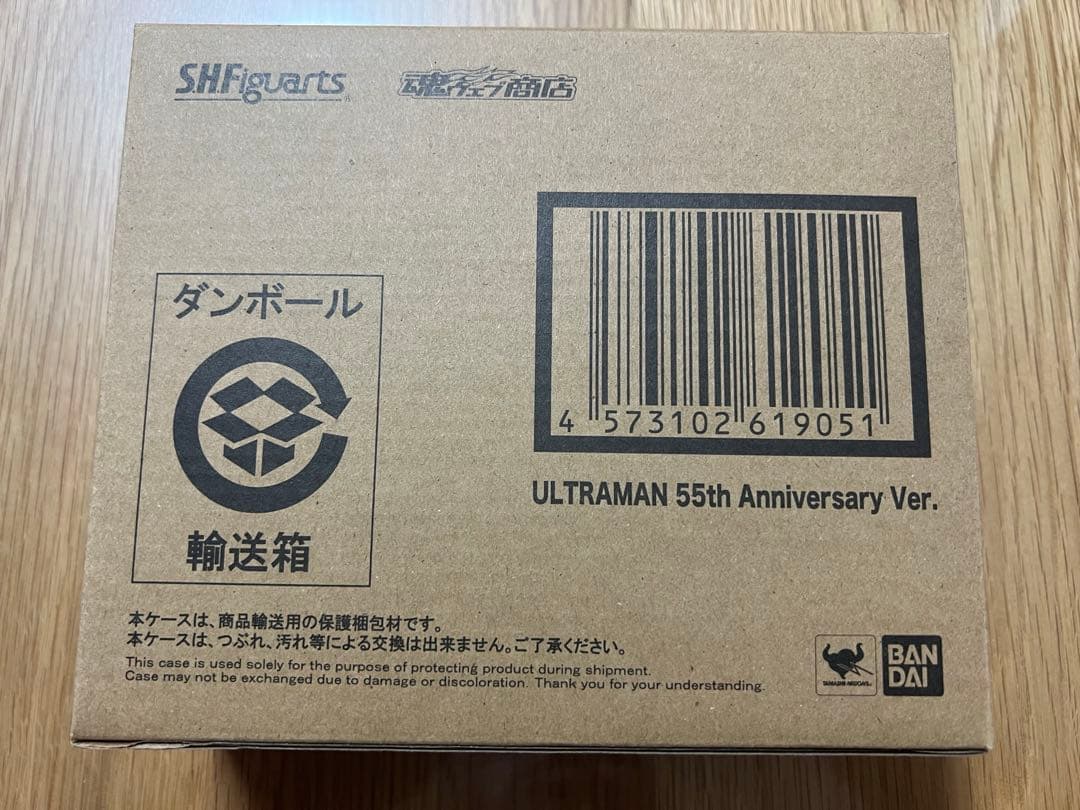 S.H.Figuarts
魂ウェブ商店
4 573102 619051
ULTRAMAN 55th Anniversary Ver.
ダンボール
輸送箱
本ケースは、商品輸送用の保護梱包材です。
本ケースは、つぶれ、汚れ等による交換は出来ません。ご了承ください。
This case is used solely for the purpose of protecting product during shipment.
Case may not be exchanged due to damage or discoloration. Thank you for your understanding.
TAMASHII NATIONS
BAN
DAI